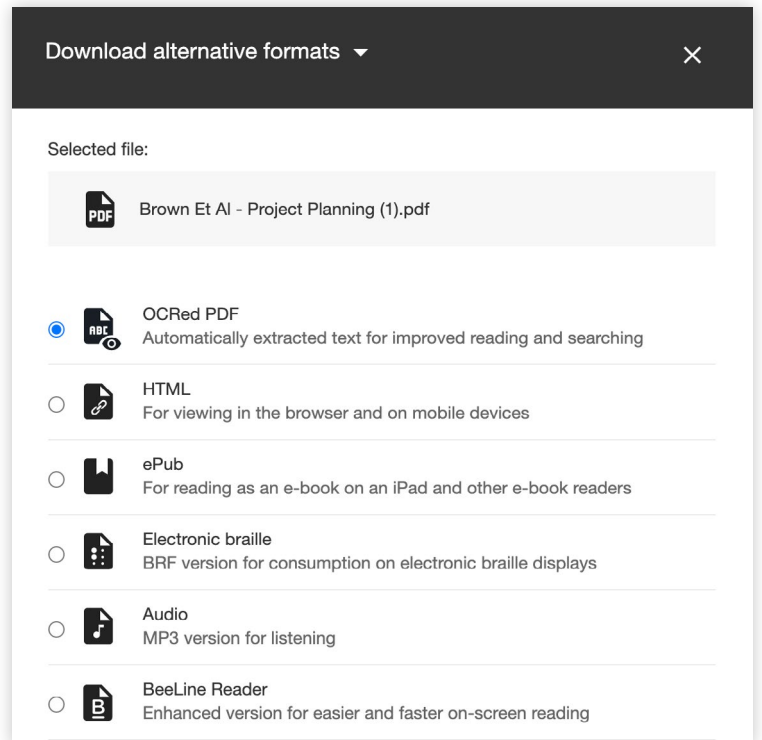 Download alternative formats
Selected file:
PDF
Brown Et Al - Project Planning (1).pdf
OCRed PDF
ABC
Automatically extracted text for improved reading and searching
HTML
For viewing in the browser and on mobile devices
ePub
For reading as an e-book on an iPad and other e-book readers
Electronic braille
BRF version for consumption on electronic braille displays
Audio
MP3 version for listening
BeeLine Reader
B
Enhanced version for easier and faster on-screen reading